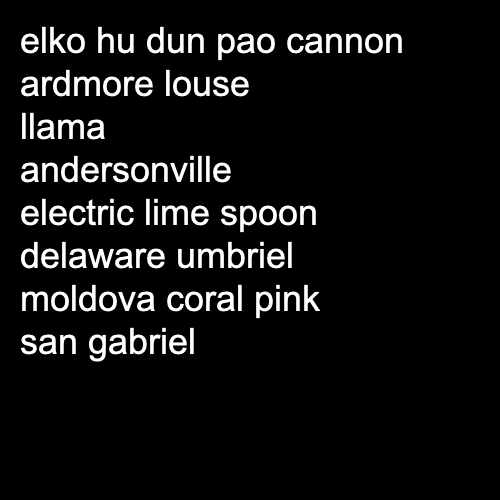 elko hu dun pao cannon
ardmore louse
llama
andersonville
electric lime spoon
delaware umbriel
moldova coral pink
san gabriel